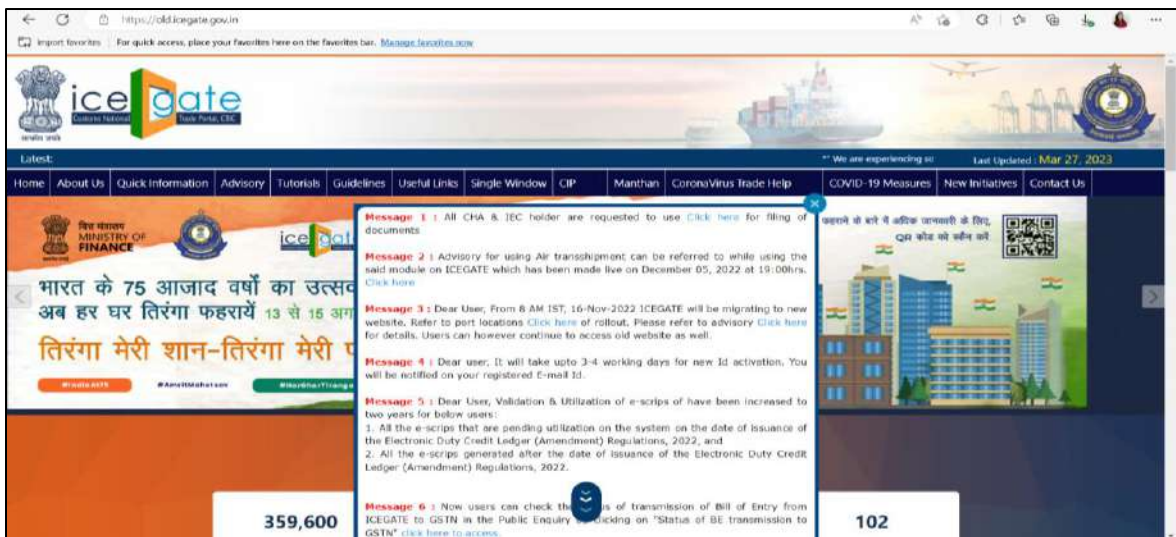 https://old.icegate.gov.in
Import favorites
For quick access, place your favorites here on the favorites bar. Manage favorites now
सत्यमेव जयते
ice gate
Customs National Trade Portal, CBIC
Latest:
** We are experiencing
Last Updated : Mar 27, 2023
Home About Us Quick Information Advisory Tutorials Guidelines Useful Links Single Window CIP Manthan CoronaVirus Trade Help COVID-19 Measures New Initiatives Contact Us
वित्त मंत्रालय
MINISTRY OF
FINANCE
icegat
भारत के 75 आजाद वर्षों का उत्सव
अब हर घर तिरंगा फहरायें 13 से 15 अग
तिरंगा मेरी शान-तिरंगा मेरी
#IndiaAt75
#AmritMahotsav
#HarGharTiranga
Message 1 : All CHA & IEC holder are requested to use Click here for filing of
documents
Message 2 : Advisory for using Air transshipment can be referred to while using the
said module on ICEGATE which has been made live on December 05, 2022 at 19:00hrs.
Click here
Message 3 : Dear User, From 8 AM IST, 16-Nov-2022 ICEGATE will be migrating to new
website. Refer to port locations Click here of rollout. Please refer to advisory Click here
for details. Users can however continue to access old website as well.
Message 4 : Dear user, It will take upto 3-4 working days for new Id activation. You
will be notified on your registered E-mail Id.
Message 5 : Dear User, Validation & Utilization of e-scrips of have been increased to
two years for below users:
1. All the e-scrips that are pending utilization on the system on the date of issuance of
the Electronic Duty Credit Ledger (Amendment) Regulations, 2022, and
2. All the e-scrips generated after the date of issuance of the Electronic Duty Credit
Ledger (Amendment) Regulations, 2022.
Message 6 : Now users can check the us of transmission of Bill of Entry from
ICEGATE to GSTN in the Public Enquiry clicking on "Status of BE transmission to
GSTN" click here to access.
फहराने के बारे में अधिक जानकारी के लिए,
QR कोड को स्कैन करें
359,600
102